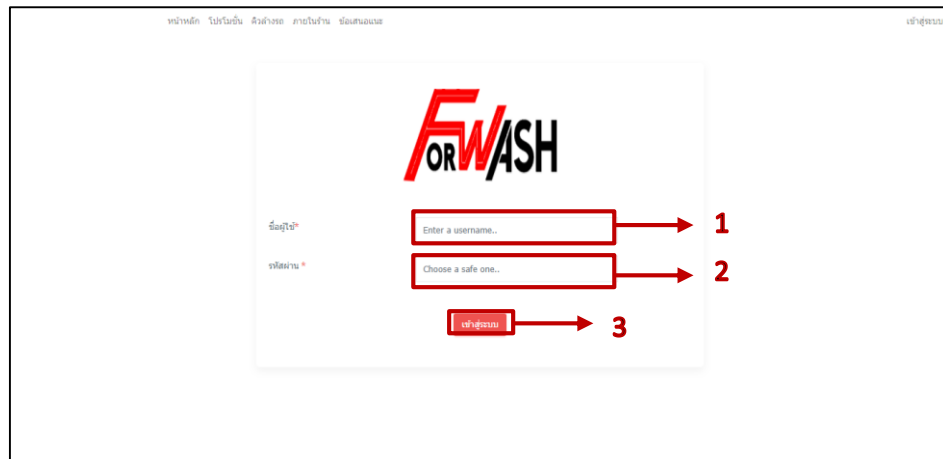 หน้าหลัก โปรโมชั่น คิวล้างรถ ภายในร้าน ข้อเสนอแนะ เข้าสู่ระบบ
FORWASH
ชื่อผู้ใช้* Enter a username.. 1
รหัสผ่าน * Choose a safe one.. 2
เข้าสู่ระบบ 3